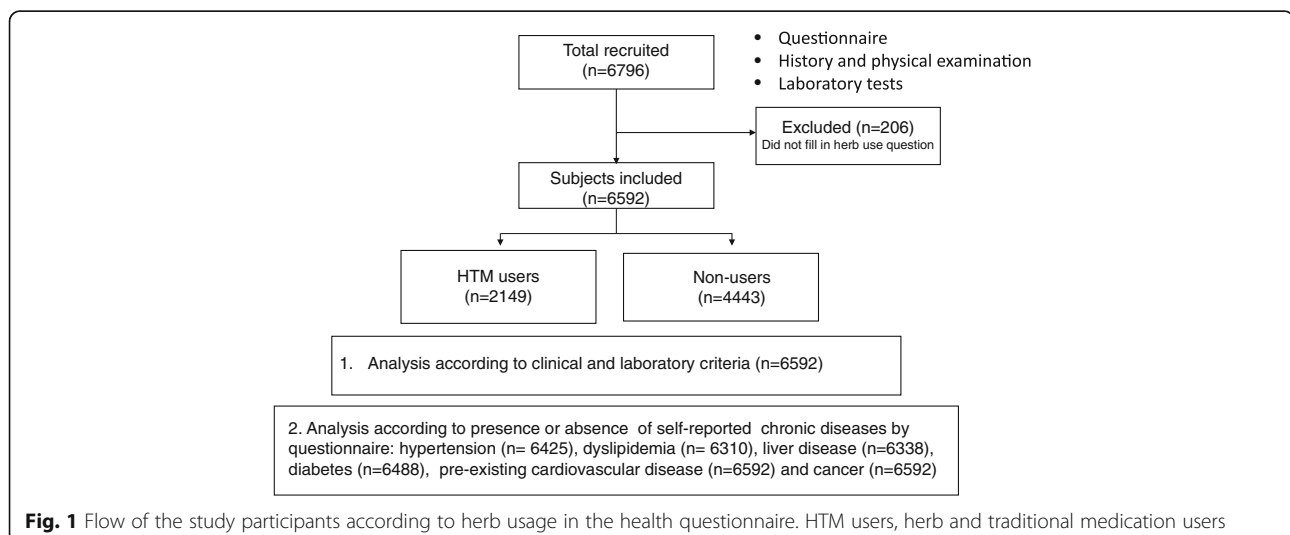 Total recruited
(n=6796)
• Questionnaire
• History and physical examination
• Laboratory tests
Excluded (n=206)
Did not fill in herb use question
Subjects included
(n=6592)
HTM users
(n=2149)
Non-users
(n=4443)
1. Analysis according to clinical and laboratory criteria (n=6592)
2. Analysis according to presence or absence of self-reported chronic diseases by
questionnaire: hypertension (n= 6425), dyslipidemia (n= 6310), liver disease (n=6338),
diabetes (n=6488), pre-existing cardiovascular disease (n=6592) and cancer (n=6592)
Fig. 1 Flow of the study participants according to herb usage in the health questionnaire. HTM users, herb and traditional medication users